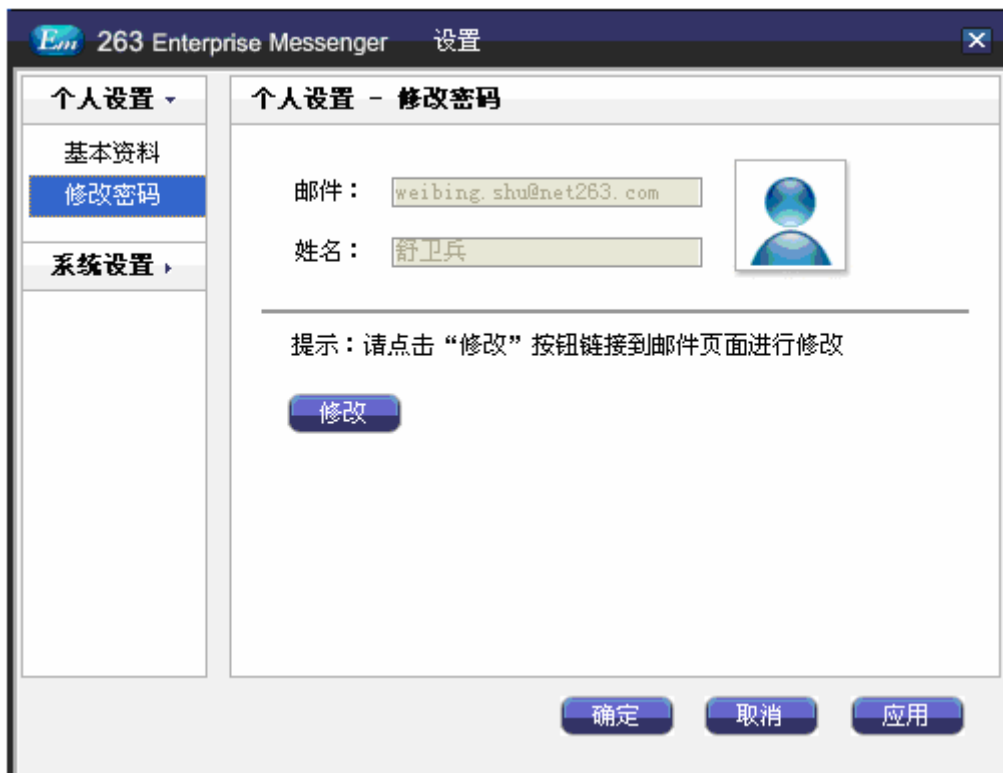 Em 263 Enterprise Messenger 设置
个人设置
基本资料
修改密码
系统设置
个人设置 - 修改密码
邮件：weibing.shu@net263.com
姓名：舒卫兵
提示：请点击“修改”按钮链接到邮件页面进行修改
修改
确定 取消 应用